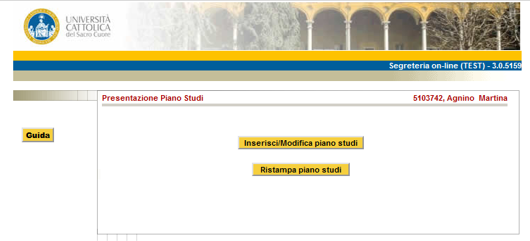 UNIVERSITÀ
CATTOLICA
del Sacro Cuore
Segreteria on-line (TEST) - 3.0.5159
Presentazione Piano Studi 5103742, Agnino Martina
Guida
Inserisci/Modifica piano studi
Ristampa piano studi